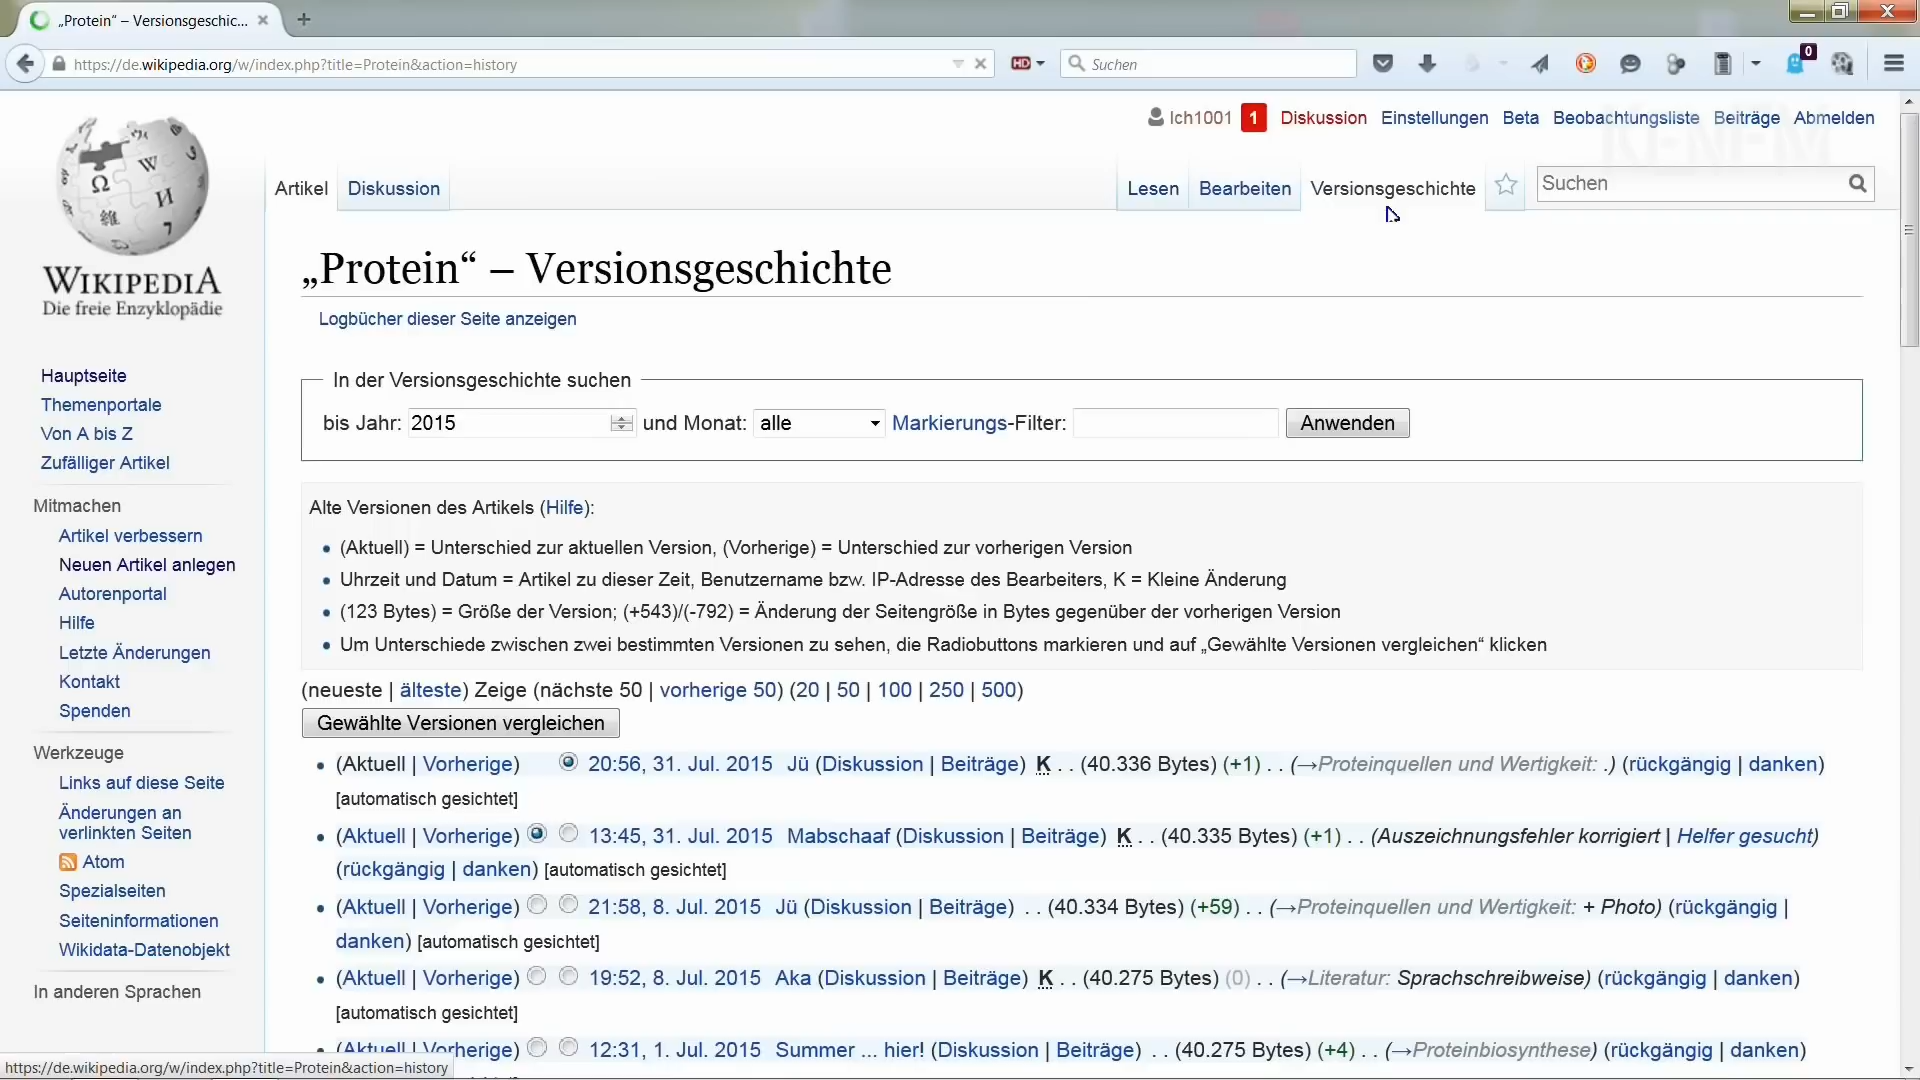 „Protein“ – Versionsgeschic...
https://de.wikipedia.org/w/index.php?title=Protein&action=history
HD
Suchen
0
Ich1001 1 Diskussion Einstellungen Beta Beobachtungsliste Beiträge Abmelden
Artikel Diskussion Lesen Bearbeiten Versionsgeschichte Suchen
WIKIPEDIA
Die freie Enzyklopädie
Hauptseite
Themenportale
Von A bis Z
Zufälliger Artikel
Mitmachen
Artikel verbessern
Neuen Artikel anlegen
Autorenportal
Hilfe
Letzte Änderungen
Kontakt
Spenden
Werkzeuge
Links auf diese Seite
Änderungen an
verlinkten Seiten
Atom
Spezialseiten
Seiteninformationen
Wikidata-Datenobjekt
In anderen Sprachen
„Protein“ – Versionsgeschichte
Logbücher dieser Seite anzeigen
In der Versionsgeschichte suchen
bis Jahr: 2015 und Monat: alle Markierungs-Filter: Anwenden
Alte Versionen des Artikels (Hilfe):
(Aktuell) = Unterschied zur aktuellen Version, (Vorherige) = Unterschied zur vorherigen Version
Uhrzeit und Datum = Artikel zu dieser Zeit, Benutzername bzw. IP-Adresse des Bearbeiters, K = Kleine Änderung
(123 Bytes) = Größe der Version; (+543)/(-792) = Änderung der Seitengröße in Bytes gegenüber der vorherigen Version
Um Unterschiede zwischen zwei bestimmten Versionen zu sehen, die Radiobuttons markieren und auf „Gewählte Versionen vergleichen“ klicken
(neueste | älteste) Zeige (nächste 50 | vorherige 50) (20 | 50 | 100 | 250 | 500)
Gewählte Versionen vergleichen
(Aktuell | Vorherige) 20:56, 31. Jul. 2015 Jü (Diskussion | Beiträge) K . . (40.336 Bytes) (+1) . . (→Proteinquellen und Wertigkeit: .) (rückgängig | danken)
[automatisch gesichtet]
(Aktuell | Vorherige) 13:45, 31. Jul. 2015 Mabschaaf (Diskussion | Beiträge) K . . (40.335 Bytes) (+1) . . (Auszeichnungsfehler korrigiert | Helfer gesucht)
(rückgängig | danken) [automatisch gesichtet]
(Aktuell | Vorherige) 21:58, 8. Jul. 2015 Jü (Diskussion | Beiträge) . . (40.334 Bytes) (+59) . . (→Proteinquellen und Wertigkeit: + Photo) (rückgängig |
danken) [automatisch gesichtet]
(Aktuell | Vorherige) 19:52, 8. Jul. 2015 Aka (Diskussion | Beiträge) K . . (40.275 Bytes) (0) . . (→Literatur: Sprachschreibweise) (rückgängig | danken)
[automatisch gesichtet]
(Aktuell | Vorherige) 12:31, 1. Jul. 2015 Summer ... hier! (Diskussion | Beiträge) . . (40.275 Bytes) (+4) . . (→Proteinbiosynthese) (rückgängig | danken)
https://de.wikipedia.org/w/index.php?title=Protein&action=history